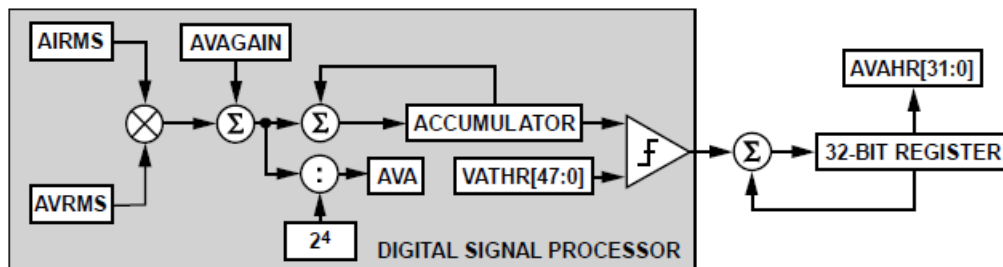 AIRMS
AVAGAIN
AVAHR[31:0]
Σ
Σ
ACCUMULATOR
Σ
32-BIT REGISTER
AVRMS
:
AVA
VATHR[47:0]
2⁴
DIGITAL SIGNAL PROCESSOR